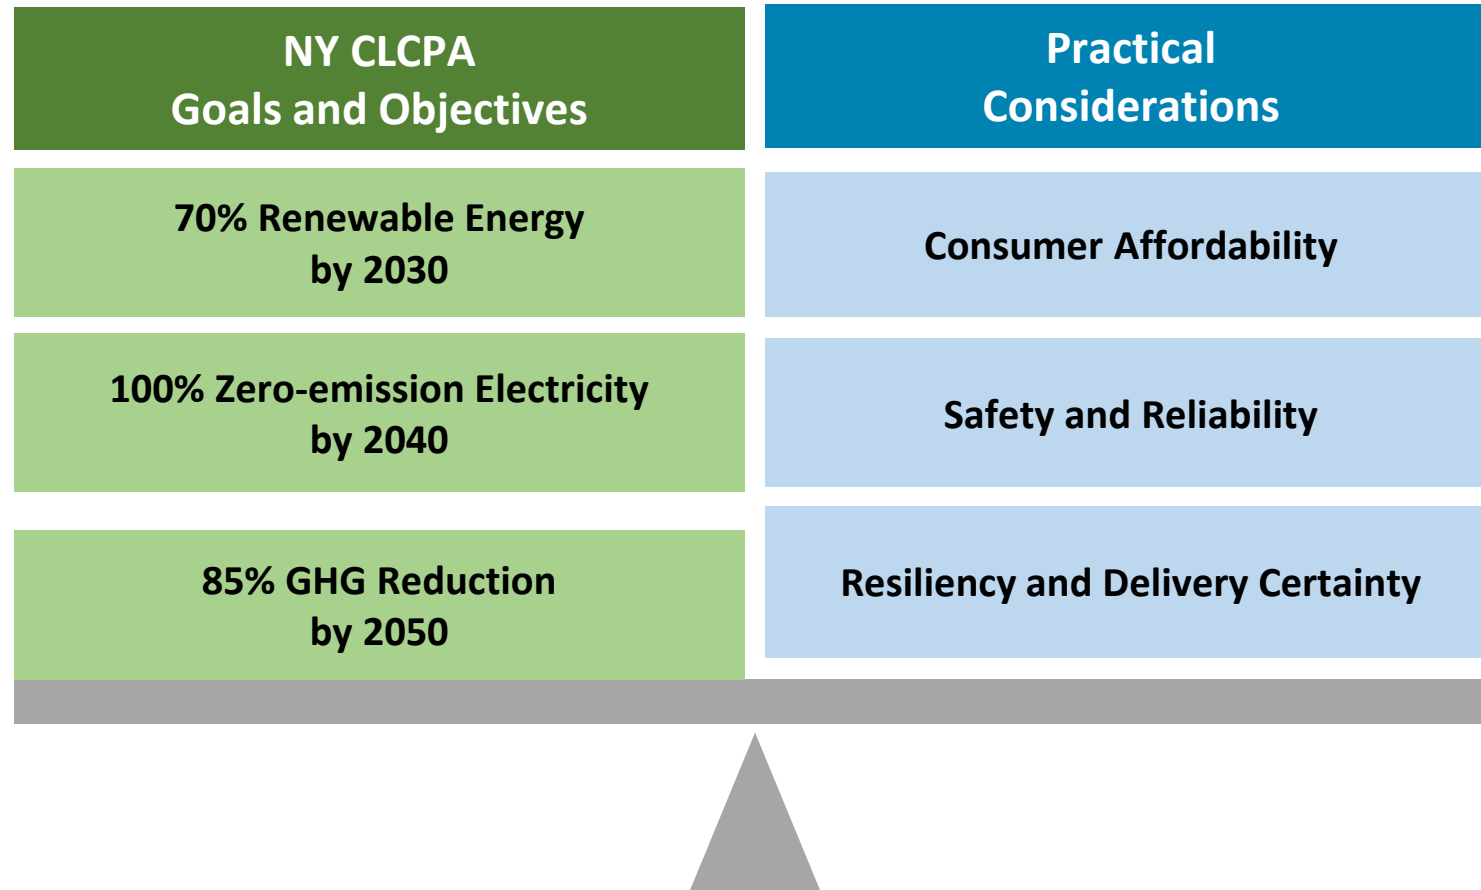 NY CLCPA
Goals and Objectives
70% Renewable Energy
by 2030
100% Zero-emission Electricity
by 2040
85% GHG Reduction
by 2050
Practical
Considerations
Consumer Affordability
Safety and Reliability
Resiliency and Delivery Certainty